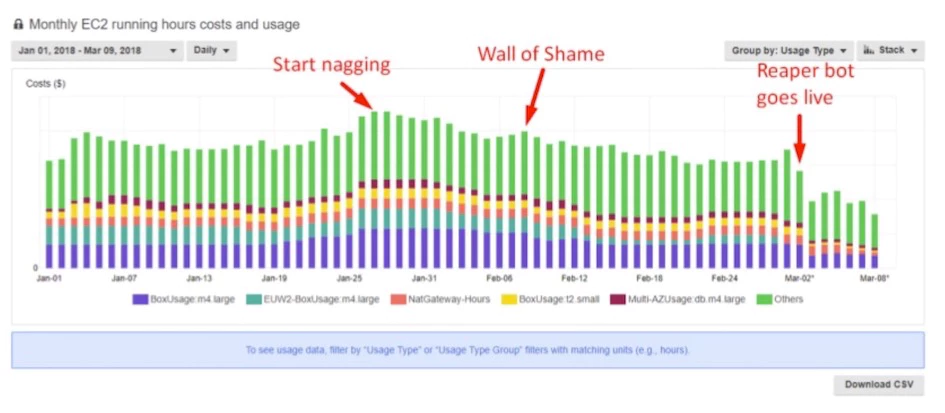 Monthly EC2 running hours costs and usage
Jan 01, 2018 - Mar 09, 2018
Daily
Group by: Usage Type
Stack
Start nagging
Wall of Shame
Reaper bot
goes live
Costs ($)
0
Jan-01 Jan-07 Jan-13 Jan-19 Jan-25 Jan-31 Feb-06 Feb-12 Feb-18 Feb-24 Mar-02* Mar-08*
BoxUsage:m4.large EUW2-BoxUsage:m4.large NatGateway-Hours BoxUsage:t2.small Multi-AZUsage:db.m4.large Others
To see usage data, filter by "Usage Type" or "Usage Type Group" filters with matching units (e.g., hours).
Download CSV